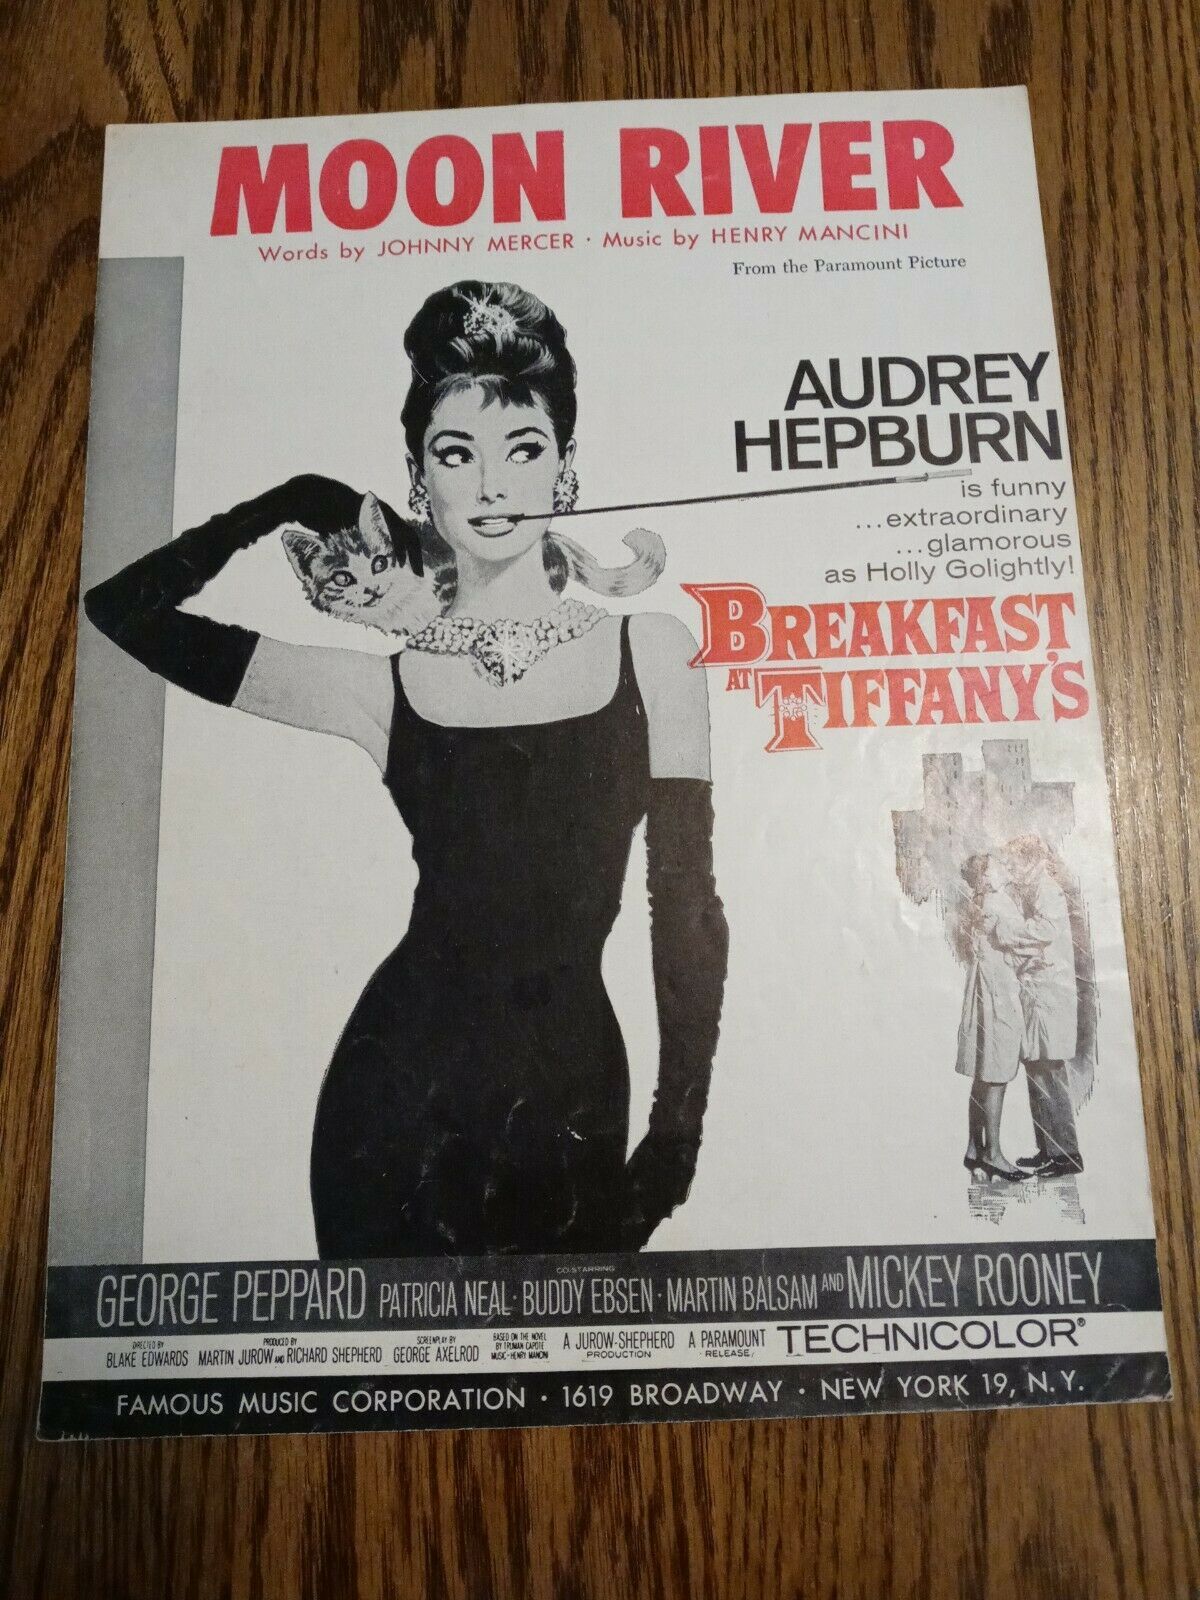 MOON RIVER
Words by JOHNNY MERCER · Music by HENRY MANCINI
From the Paramount Picture
AUDREY
HEPBURN
is funny
...extraordinary
...glamorous
as Holly Golightly!
BREAKFAST
AT TIFFANY'S
CO-STARRING
GEORGE PEPPARD PATRICIA NEAL · BUDDY EBSEN · MARTIN BALSAM AND MICKEY ROONEY
DIRECTED BY
BLAKE EDWARDS
PRODUCED BY
MARTIN JUROW AND RICHARD SHEPHERD
SCREENPLAY BY
GEORGE AXELROD
BASED ON THE NOVEL
BY TRUMAN CAPOTE
MUSIC-HENRY MANCINI
A JUROW-SHEPHERD
PRODUCTION
A PARAMOUNT
RELEASE
TECHNICOLOR®
FAMOUS MUSIC CORPORATION · 1619 BROADWAY · NEW YORK 19, N.Y.